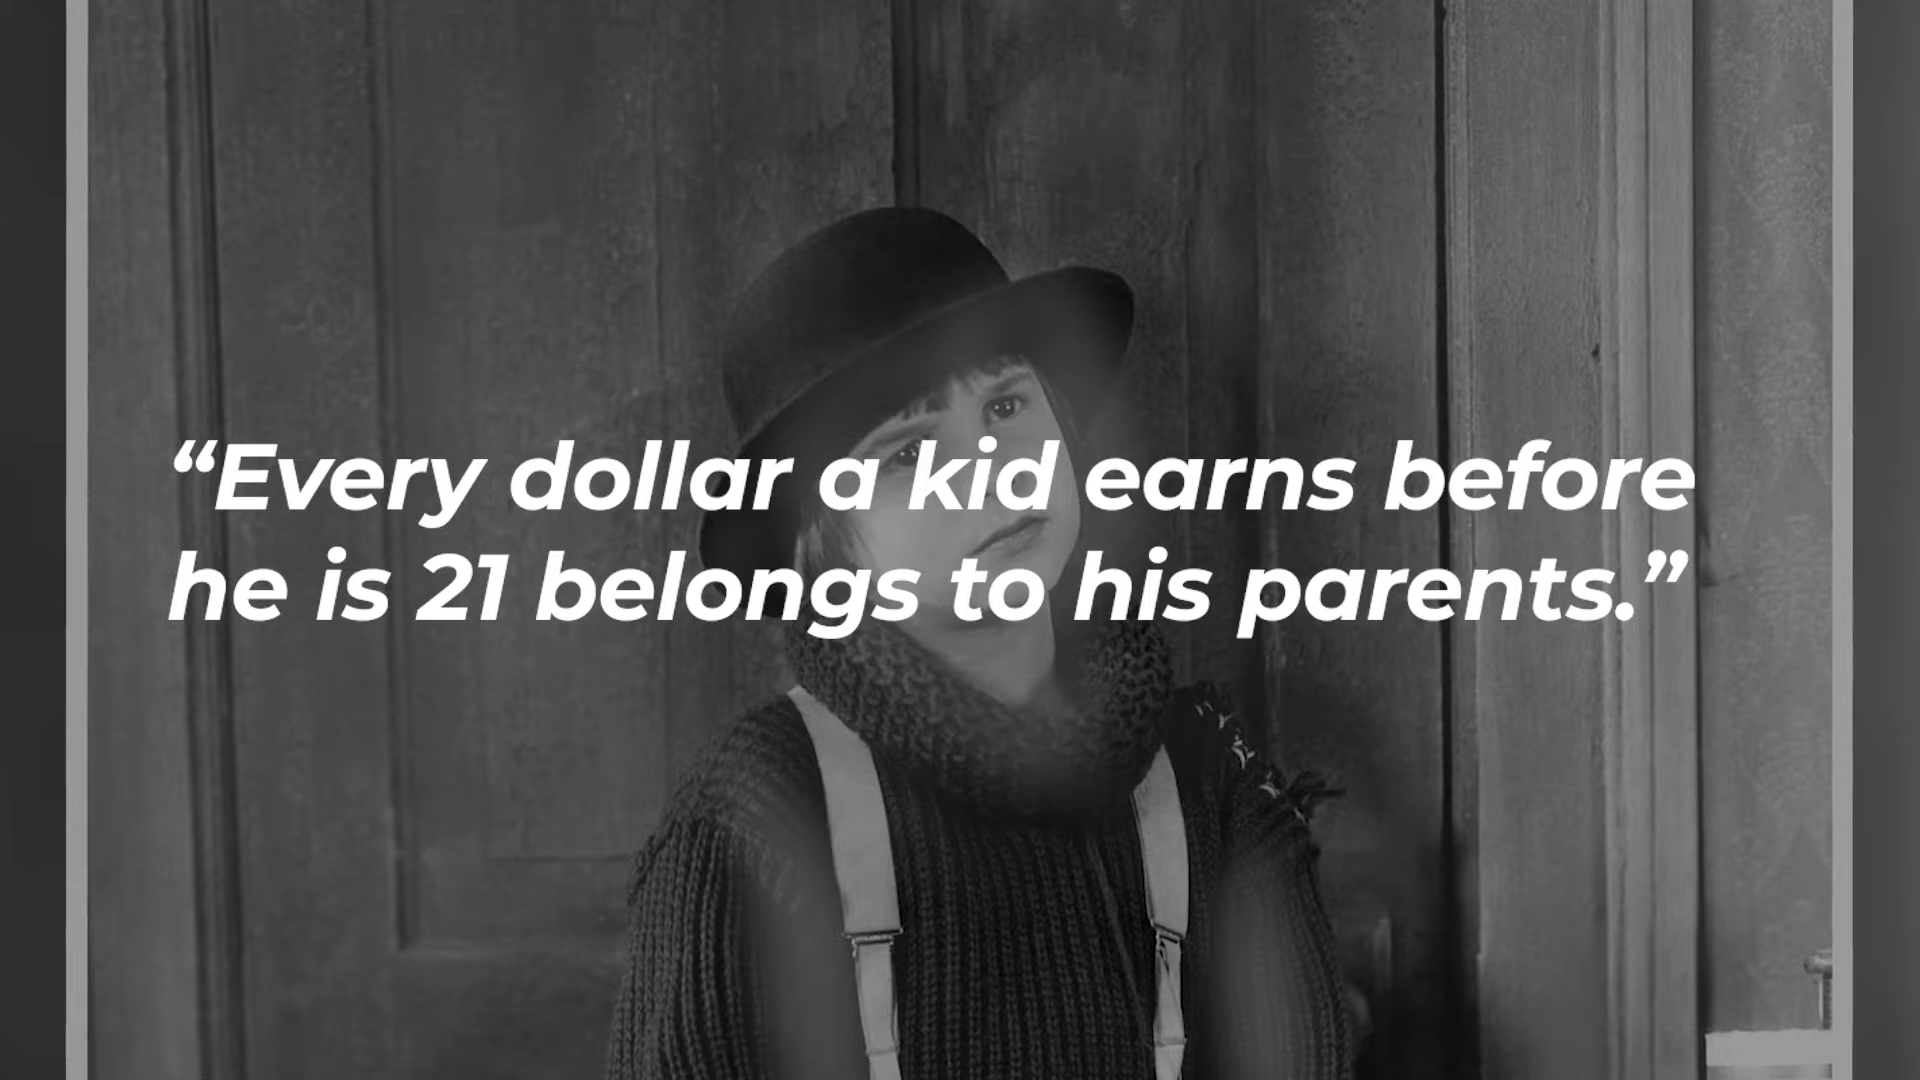 “Every dollar a kid earns before
he is 21 belongs to his parents.”